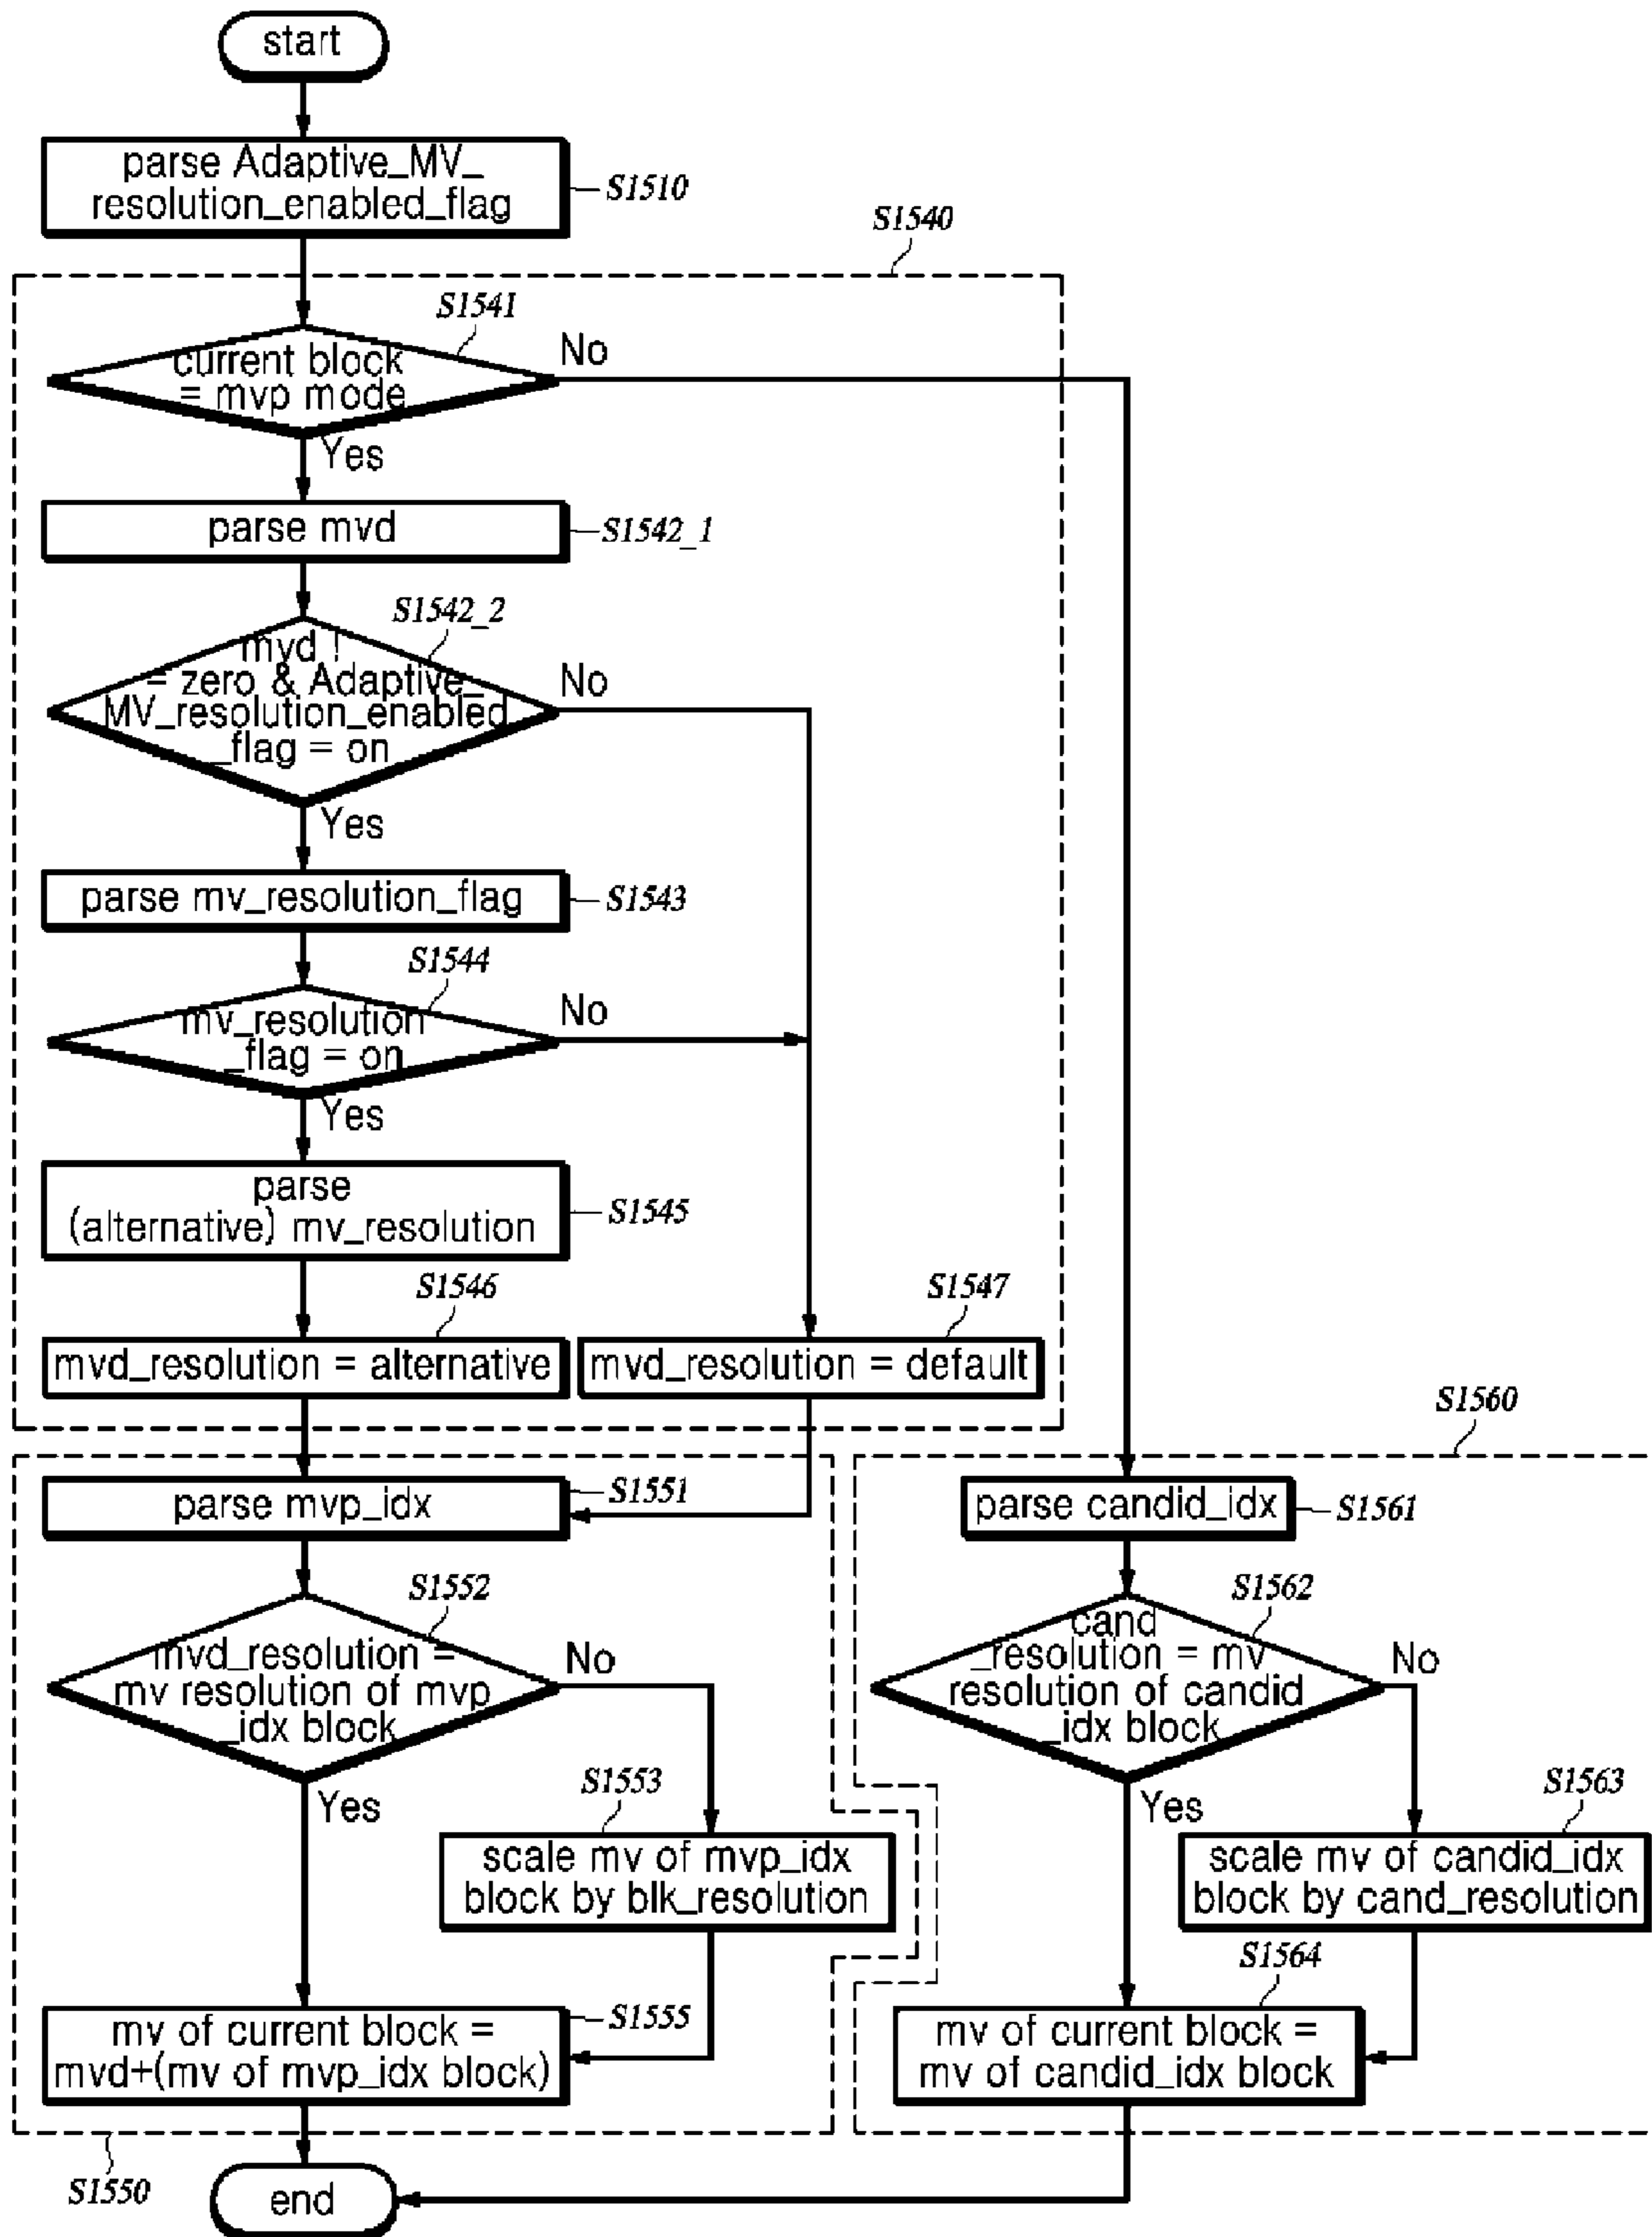 start
parse Adaptive_MV_
resolution_enabled_flag
S1510
S1540
S1541
current block
= mvp mode
No
Yes
parse mvd
S1542_1
S1542_2
mvd !
= zero & Adaptive_
MV_resolution_enabled
_flag = on
No
Yes
parse mv_resolution_flag
S1543
S1544
mv_resolution
_flag = on
No
Yes
parse
(alternative) mv_resolution
S1545
S1546
mvd_resolution = alternative
S1547
mvd_resolution = default
S1560
parse mvp_idx
S1551
S1552
mvd_resolution =
mv resolution of mvp
_idx block
No
Yes
S1553
scale mv of mvp_idx
block by blk_resolution
mv of current block =
mvd+(mv of mvp_idx block)
S1555
S1550
parse candid_idx
S1561
S1562
cand
_resolution = mv
resolution of candid
_idx block
No
Yes
S1563
scale mv of candid_idx
block by cand_resolution
S1564
mv of current block =
mv of candid_idx block
end